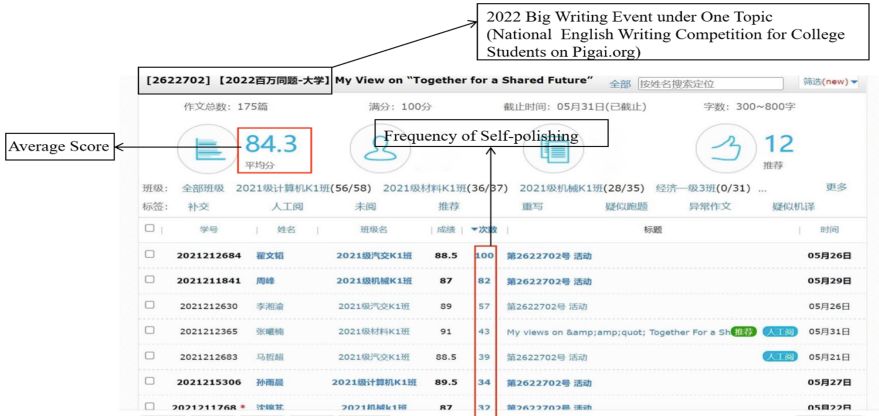 2022 Big Writing Event under One Topic
(National English Writing Competition for College
Students on Pigai.org)
[2622702] 【2022百万同题-大学】 My View on "Together for a Shared Future" 全部 按姓名搜索定位 筛选(new)
作文总数: 175篇 满分: 100分 截止时间: 05月31日(已截止) 字数: 300~800字
Average Score
Frequency of Self-polishing
84.3
平均分
12
推荐
班级: 全部班级 2021级计算机K1班(56/58) 2021级材料K1班(36/37) 2021级机械K1班(28/35) 经济一级3班(0/31) ... 更多
标签: 补交 人工阅 未阅 推荐 重写 疑似跑题 异常作文 疑似机译
学号 姓名 班级名 成绩 次数 标题 时间
2021212684 翟文韬 2021级汽交K1班 88.5 100 第2622702号 活动 05月26日
2021211841 周峰 2021级机械K1班 87 82 第2622702号 活动 05月29日
2021212630 李湘渝 2021级汽交K1班 89 57 第2622702号 活动 05月26日
2021212365 张曦楠 2021级材料K1班 91 43 My views on &amp;amp;quot; Together For a Sh 推荐 人工阅 05月31日
2021212683 马哲超 2021级汽交K1班 88.5 39 第2622702号 活动 人工阅 05月21日
2021215306 孙雨晨 2021级计算机K1班 89.5 34 第2622702号 活动 05月27日
2021211768 * 2021机械k1班 87 32 第2622702号 活动 05月22日